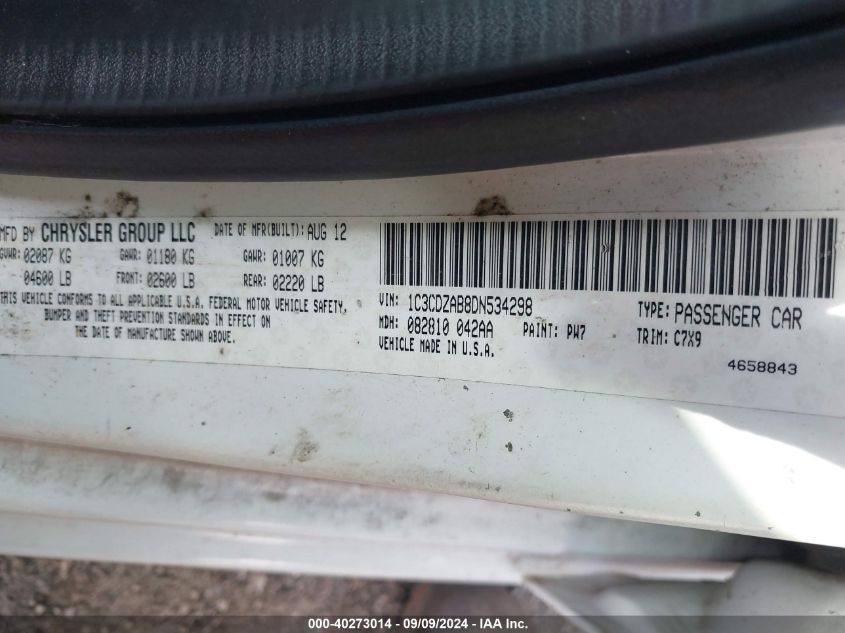 MFD BY CHRYSLER GROUP LLC DATE OF MFR(BUILT): AUG 12
GVWR: 02087 KG GAWR: 01180 KG GAWR: 01007 KG
04600 LB FRONT: 02600 LB REAR: 02220 LB
THIS VEHICLE CONFORMS TO ALL APPLICABLE U.S.A. FEDERAL MOTOR VEHICLE SAFETY,
BUMPER AND THEFT PREVENTION STANDARDS IN EFFECT ON
THE DATE OF MANUFACTURE SHOWN ABOVE.
VIN: 1C3CDZAB8DN534298 TYPE: PASSENGER CAR
MDH: 082810 042AA PAINT: PW7 TRIM: C7X9
VEHICLE MADE IN U.S.A.
4658843
000-40273014 - 09/09/2024 - IAA Inc.